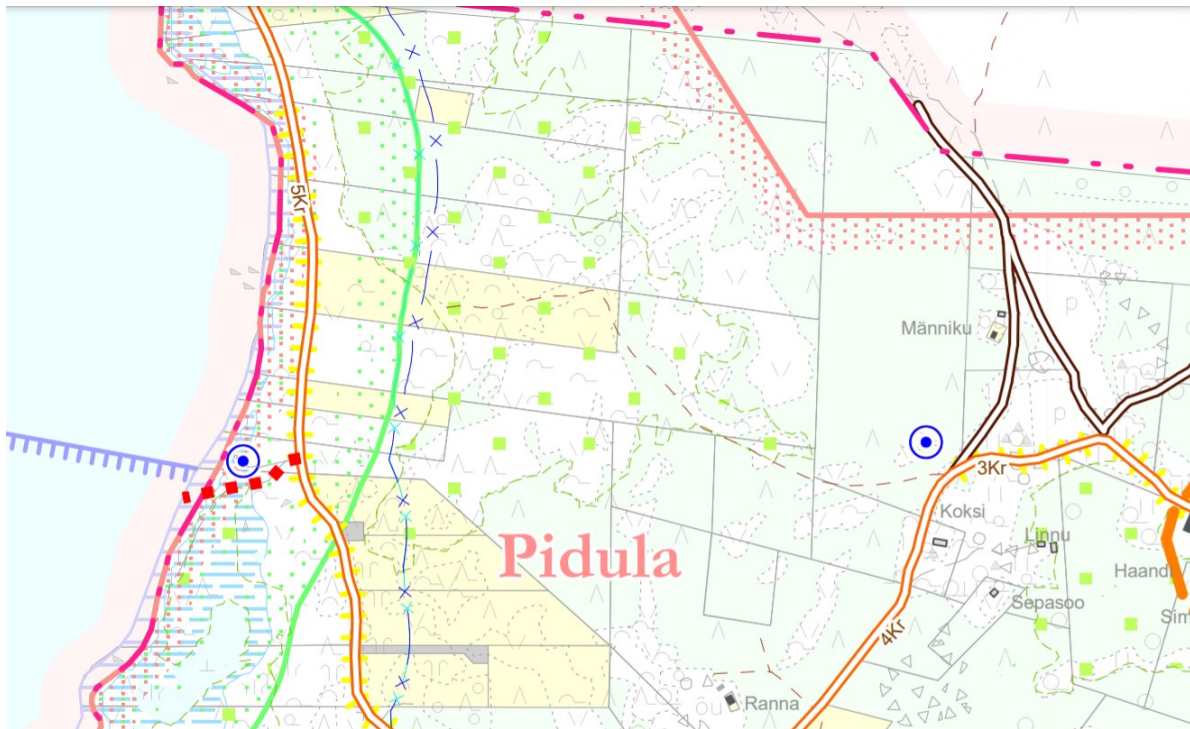 5Kr
Männiku
3Kr
Koksi
Linnu
Pidula
Haandi
Sepasoo
4Kr
Ranna